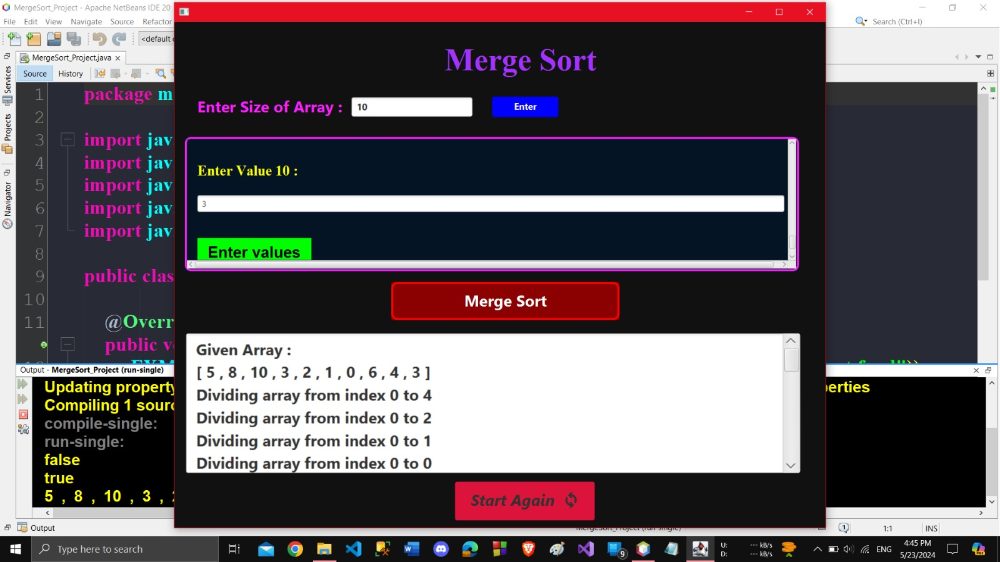 MergeSort_Project - Apache NetBeans IDE 20
File Edit View Navigate Source Refactor
Search (Ctrl+I)
<default
MergeSort_Project.java
Source History
Services
Projects
Navigator
1 package m
2
3 import jav
4 import jav
5 import jav
6 import jav
7 import jav
8
9 public clas
10
11 @Overr
public v
Merge Sort
Enter Size of Array : 10 Enter
Enter Value 10 :
3
Enter values
Merge Sort
Given Array :
[ 5 , 8 , 10 , 3 , 2 , 1 , 0 , 6 , 4 , 3 ]
Dividing array from index 0 to 4
Dividing array from index 0 to 2
Dividing array from index 0 to 1
Dividing array from index 0 to 0
Start Again
Output - MergeSort_Project (run-single)
Updating property perties
Compiling 1 sourc
compile-single:
run-single:
false
true
5 , 8 , 10 , 3 ,
Output
MergeSort_Project (run-single)
1 1:1 INS
Type here to search
9
U: --- kB/s
D: --- kB/s
ENG
4:45 PM
5/23/2024
PRE